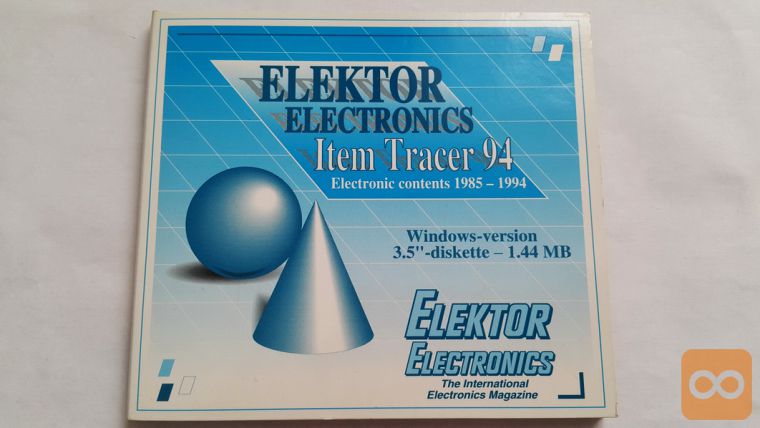 ELEKTOR
ELECTRONICS
Item Tracer 94
Electronic contents 1985 – 1994
Windows-version
3.5"-diskette – 1.44 MB
ELEKTOR
ELECTRONICS
The International
Electronics Magazine